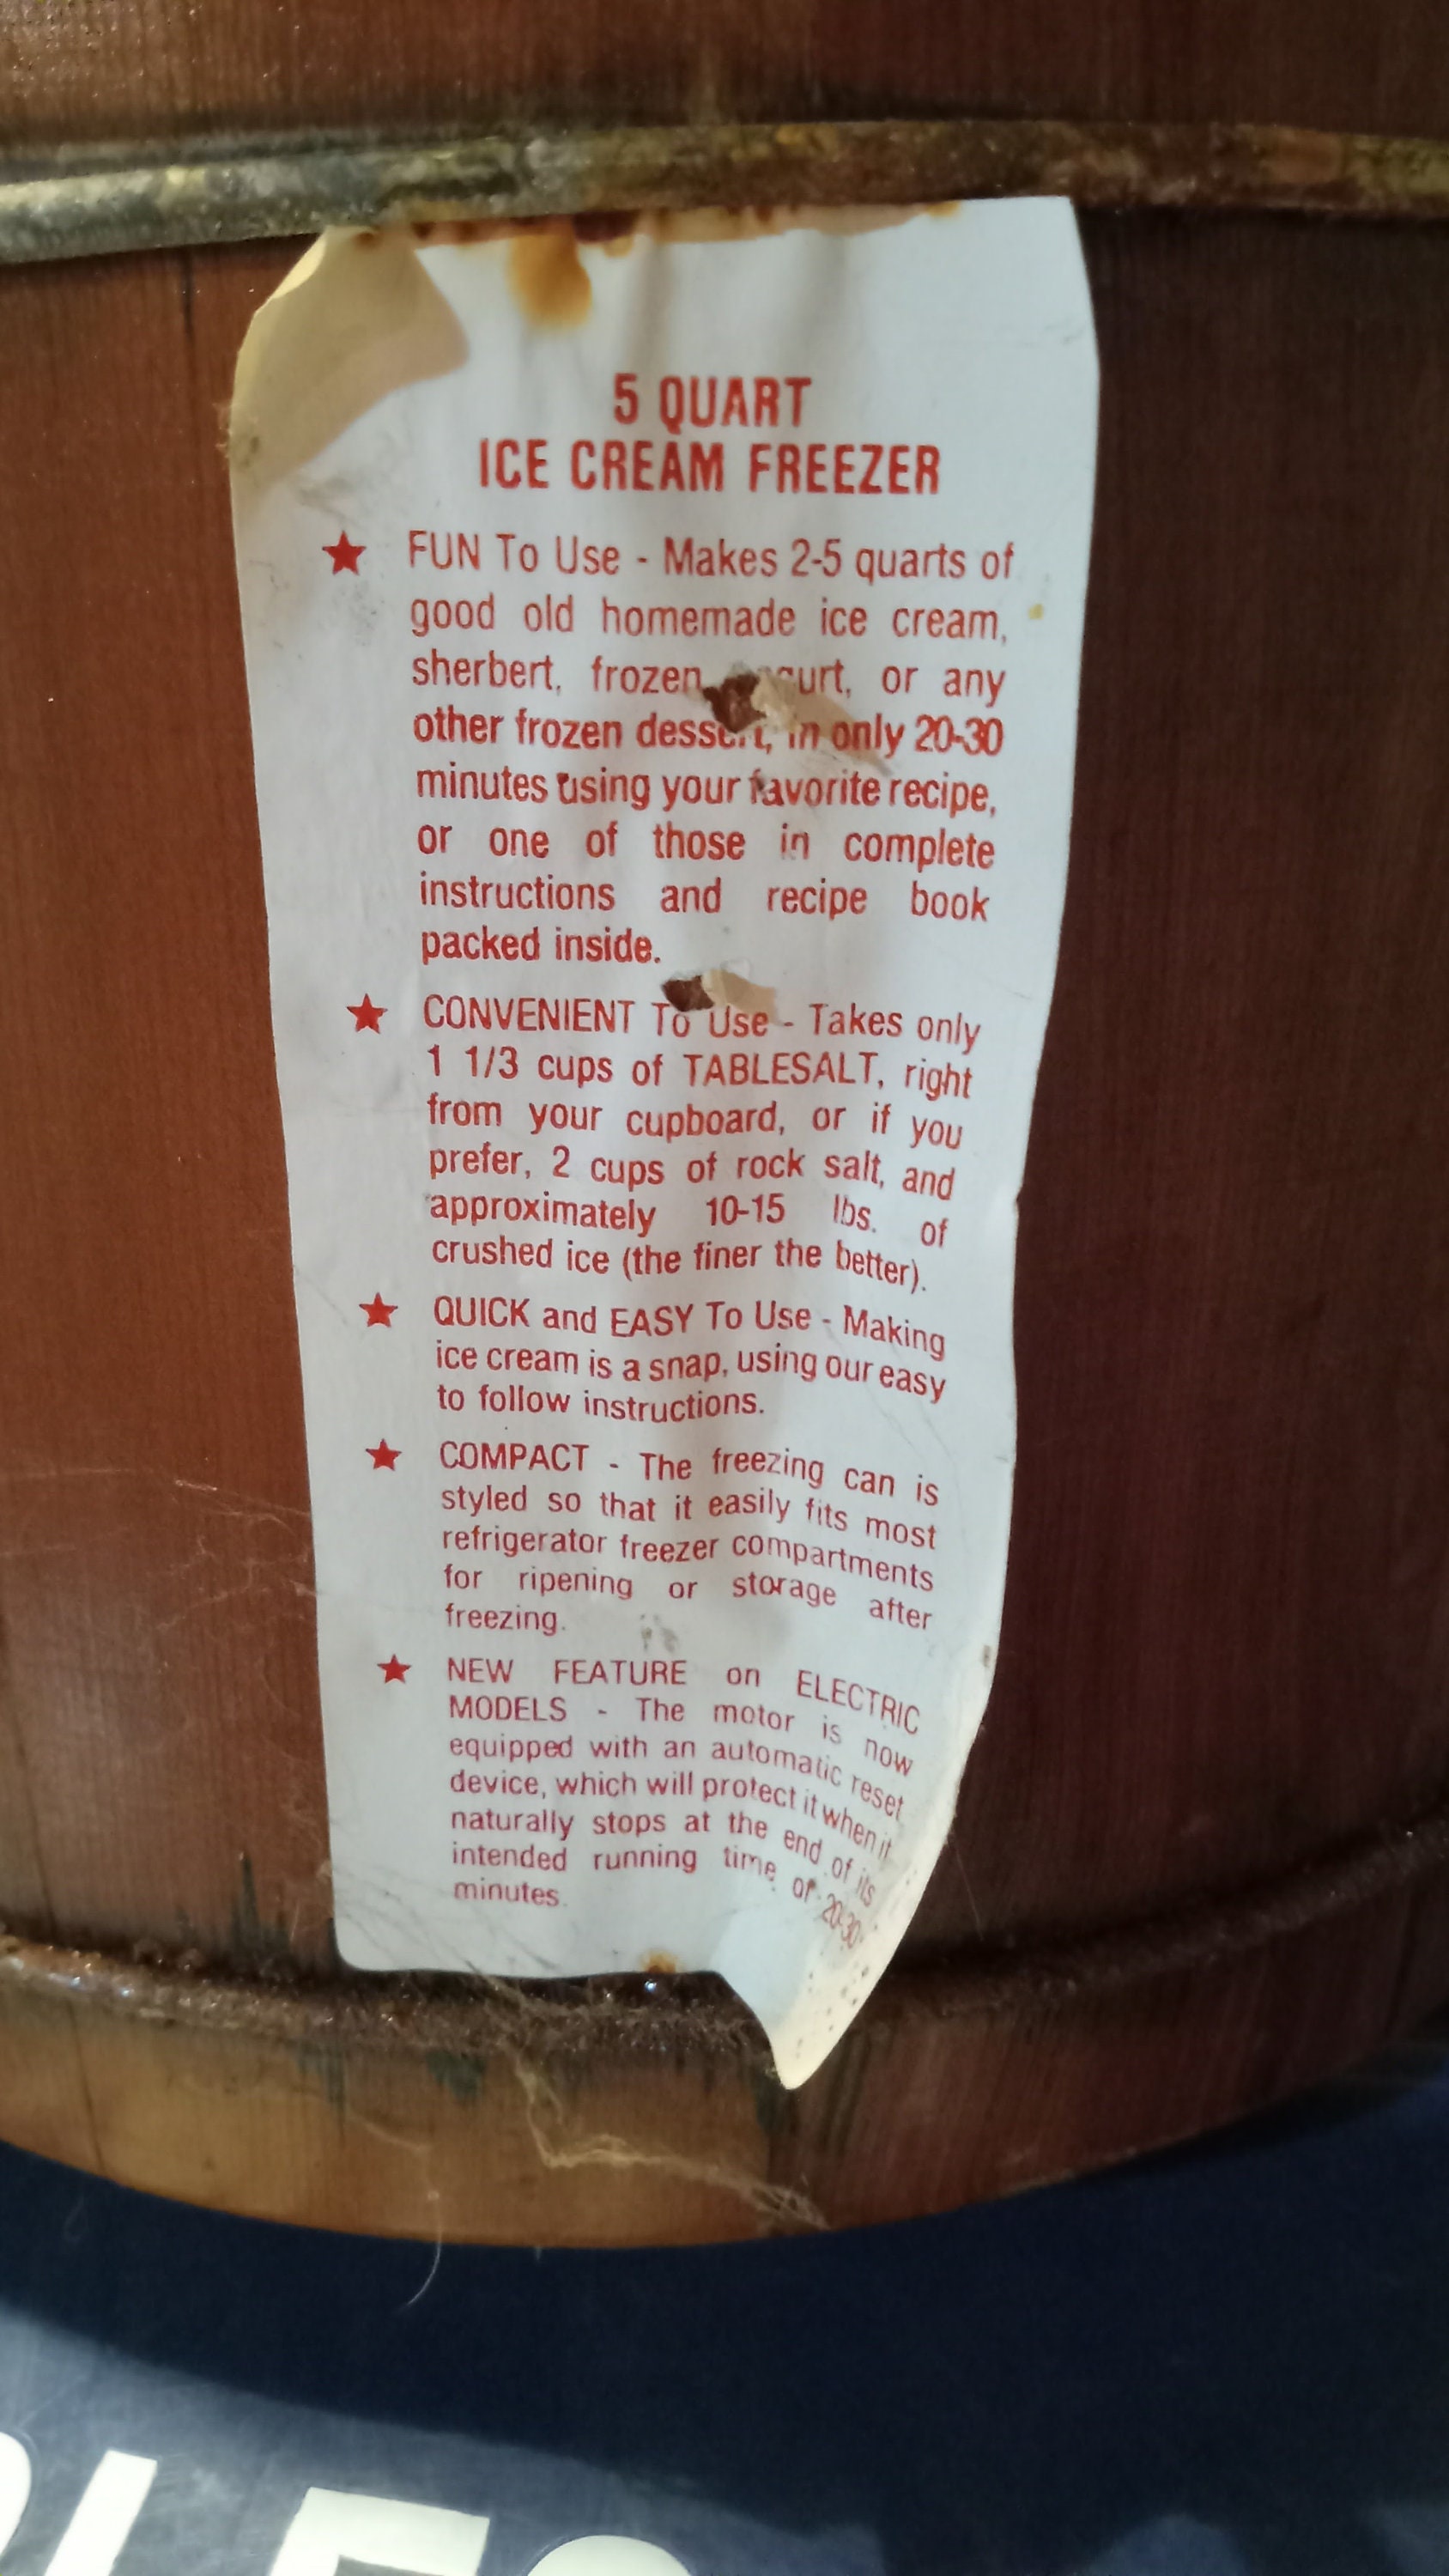 5 QUART
ICE CREAM FREEZER
★ FUN To Use - Makes 2-5 quarts of
good old homemade ice cream,
sherbert, frozen or any
other frozen dessert, in only 20-30
minutes using your favorite recipe,
or one of those in complete
instructions and recipe book
packed inside.
★ CONVENIENT To Use - Takes only
1 1/3 cups of TABLESALT, right
from your cupboard, or if you
prefer, 2 cups of rock salt, and
approximately 10-15 lbs. of
crushed ice (the finer the better).
★ QUICK and EASY To Use - Making
ice cream is a snap, using our easy
to follow instructions.
★ COMPACT - The freezing can is
styled so that it easily fits most
refrigerator freezer compartments
for ripening or storage after
freezing.
★ NEW FEATURE on ELECTRIC
MODELS - The motor is now
equipped with an automatic reset
device, which will protect it when it
naturally stops at the end of its
intended running time of 20-30
minutes.